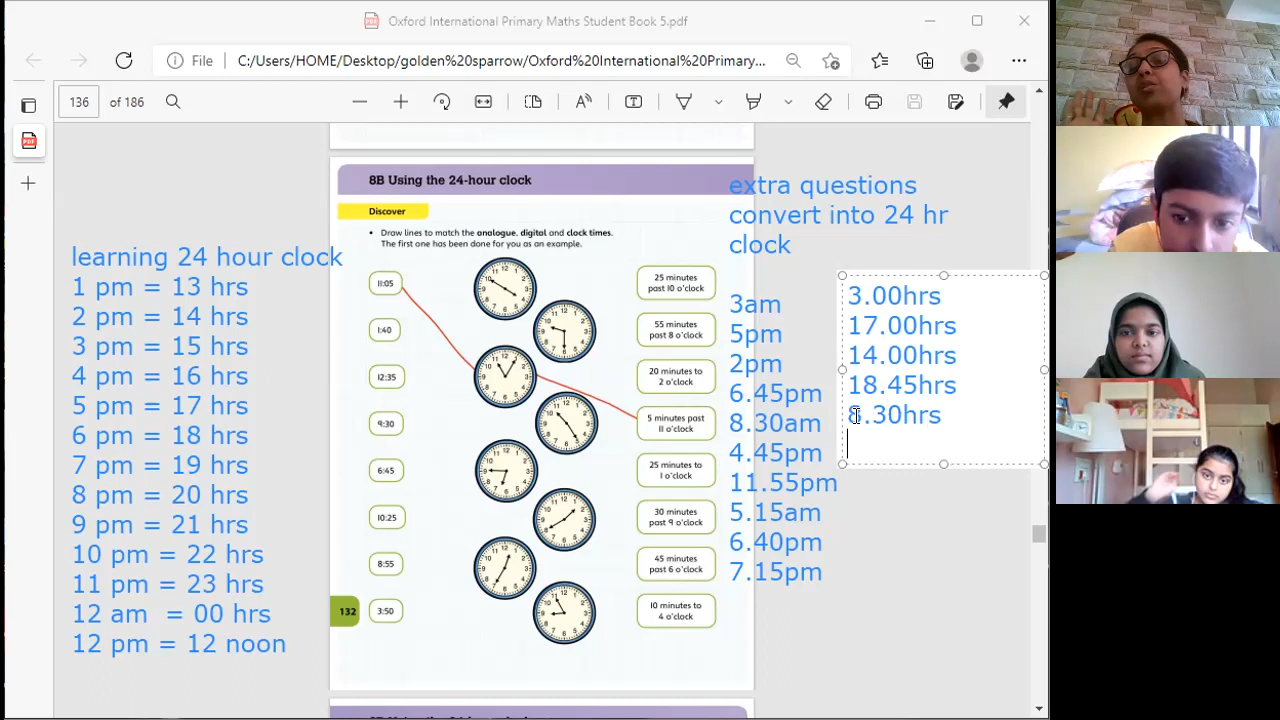 Oxford International Primary Maths Student Book 5.pdf
File
C:/Users/HOME/Desktop/golden%20sparrow/Oxford%20International%20Primary...
136
of 186
8B Using the 24-hour clock
Discover
• Draw lines to match the analogue, digital and clock times.
The first one has been done for you as an example.
11:05
1:40
12:35
9:30
6:45
10:25
8:55
3:50
25 minutes
past 10 o'clock
55 minutes
past 8 o'clock
20 minutes to
2 o'clock
5 minutes past
11 o'clock
25 minutes to
1 o'clock
30 minutes
past 9 o'clock
45 minutes
past 6 o'clock
10 minutes to
4 o'clock
132
learning 24 hour clock
1 pm = 13 hrs
2 pm = 14 hrs
3 pm = 15 hrs
4 pm = 16 hrs
5 pm = 17 hrs
6 pm = 18 hrs
7 pm = 19 hrs
8 pm = 20 hrs
9 pm = 21 hrs
10 pm = 22 hrs
11 pm = 23 hrs
12 am = 00 hrs
12 pm = 12 noon
extra questions
convert into 24 hr
clock
3am
5pm
2pm
6.45pm
8.30am
4.45pm
11.55pm
5.15am
6.40pm
7.15pm
3.00hrs
17.00hrs
14.00hrs
18.45hrs
8.30hrs